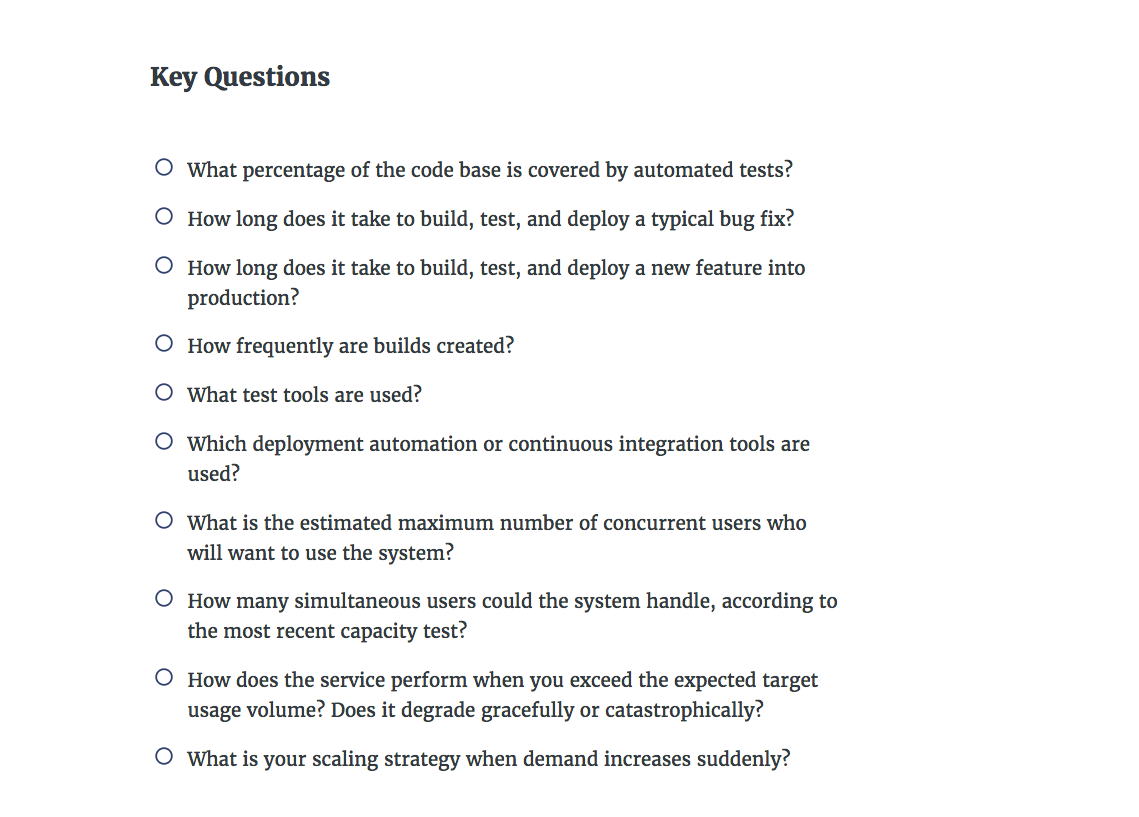 Key Questions
What percentage of the code base is covered by automated tests?
How long does it take to build, test, and deploy a typical bug fix?
How long does it take to build, test, and deploy a new feature into
production?
How frequently are builds created?
What test tools are used?
Which deployment automation or continuous integration tools are
used?
What is the estimated maximum number of concurrent users who
will want to use the system?
How many simultaneous users could the system handle, according to
the most recent capacity test?
How does the service perform when you exceed the expected target
usage volume? Does it degrade gracefully or catastrophically?
What is your scaling strategy when demand increases suddenly?